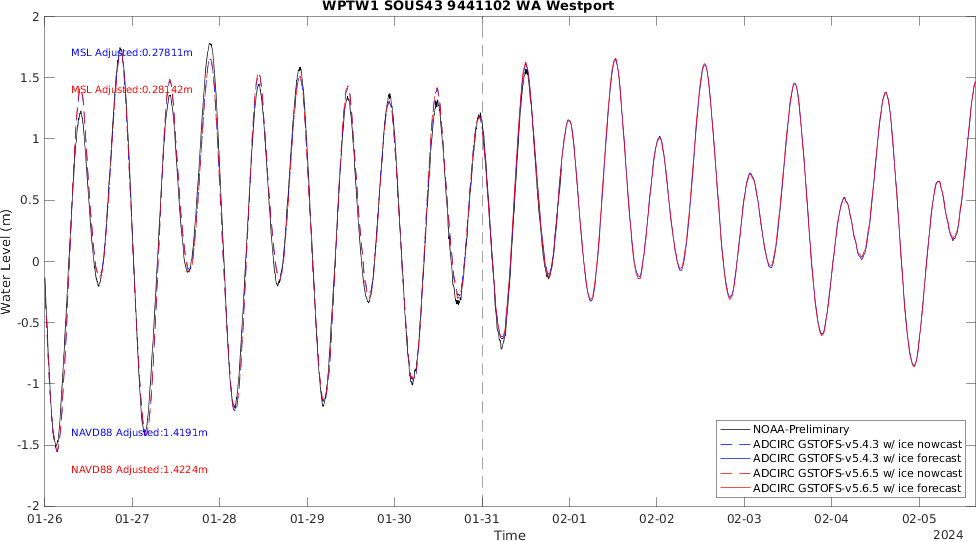 WPTW1 SOUS43 9441102 WA Westport
2
1.5
1
0.5
0
-0.5
-1
-1.5
-2
Water Level (m)
MSL Adjusted:0.27811m
MSL Adjusted:0.28142m
NAVD88 Adjusted:1.4191m
NAVD88 Adjusted:1.4224m
NOAA-Preliminary
ADCIRC GSTOFS-v5.4.3 w/ ice nowcast
ADCIRC GSTOFS-v5.4.3 w/ ice forecast
ADCIRC GSTOFS-v5.6.5 w/ ice nowcast
ADCIRC GSTOFS-v5.6.5 w/ ice forecast
01-26 01-27 01-28 01-29 01-30 01-31 02-01 02-02 02-03 02-04 02-05
Time
2024